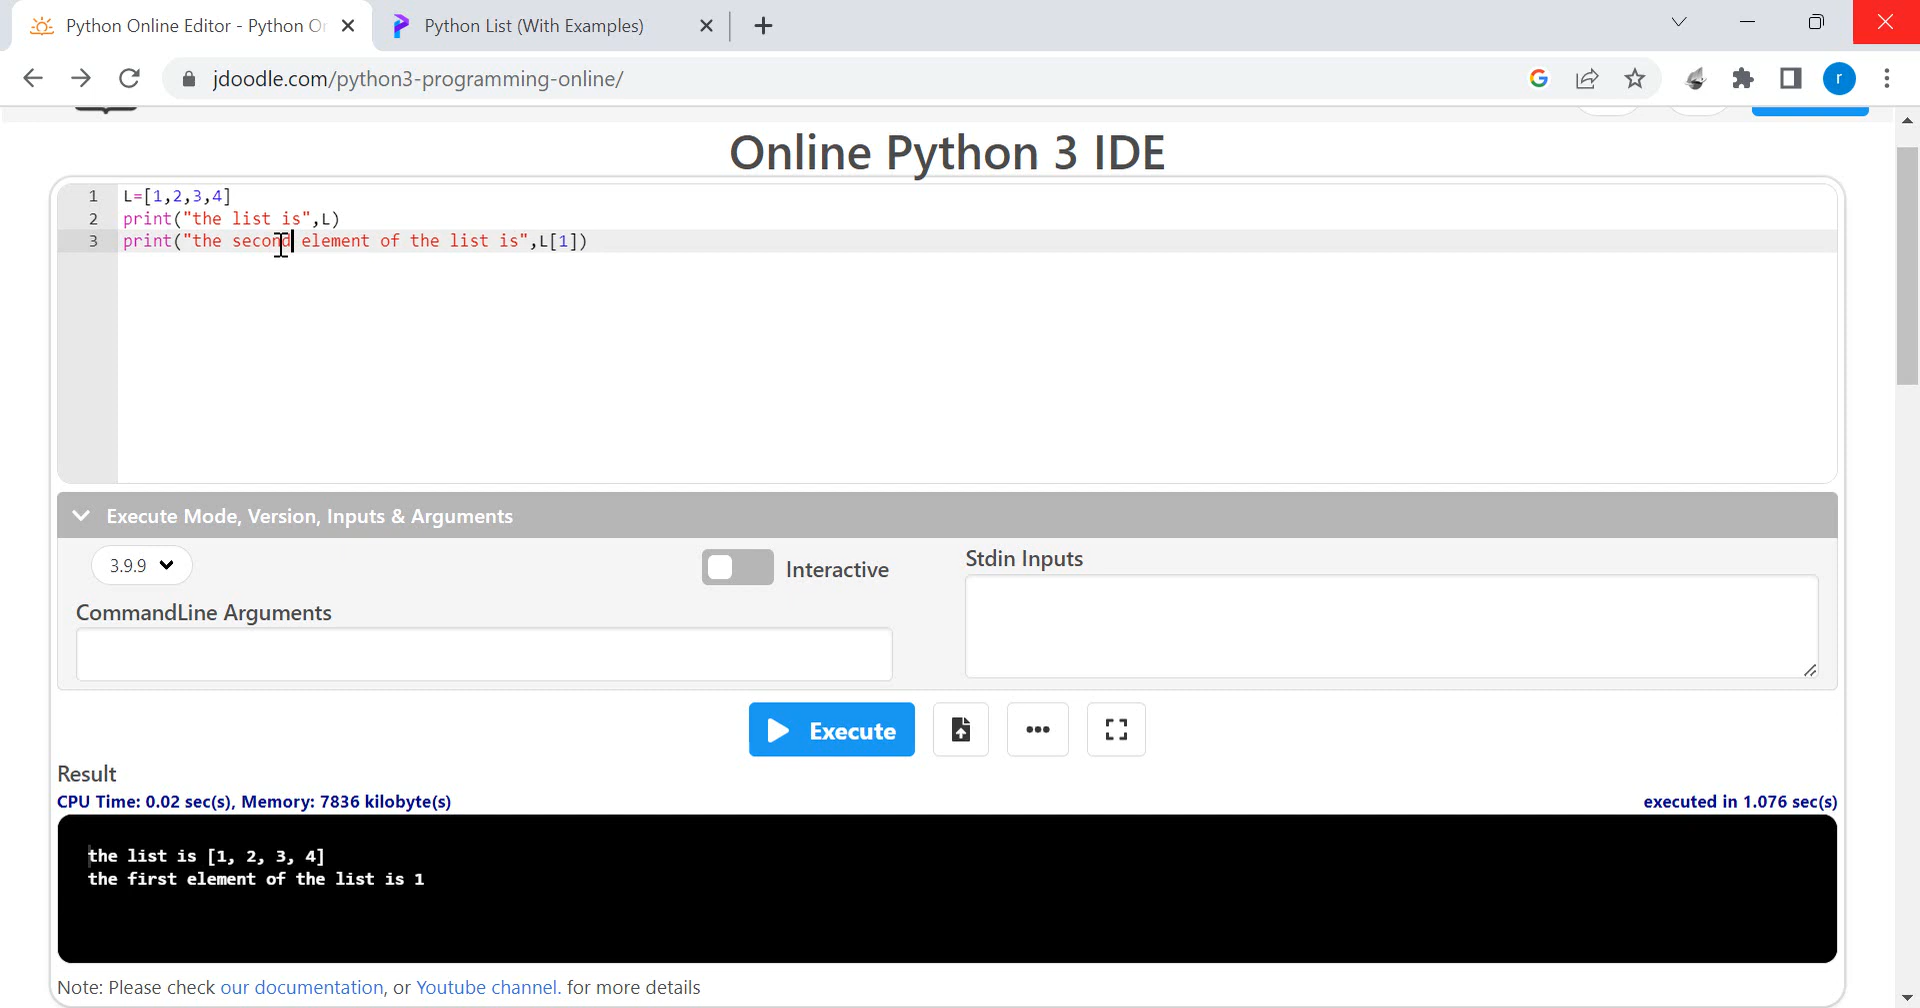 Python Online Editor - Python Or
Python List (With Examples)
jdoodle.com/python3-programming-online/
r
Online Python 3 IDE
1 L=[1,2,3,4]
2 print("the list is",L)
3 print("the second element of the list is",L[1])
Execute Mode, Version, Inputs & Arguments
3.9.9
Interactive
Stdin Inputs
CommandLine Arguments
Execute
Result
CPU Time: 0.02 sec(s), Memory: 7836 kilobyte(s)
executed in 1.076 sec(s)
the list is [1, 2, 3, 4]
the first element of the list is 1
Note: Please check our documentation, or Youtube channel. for more details